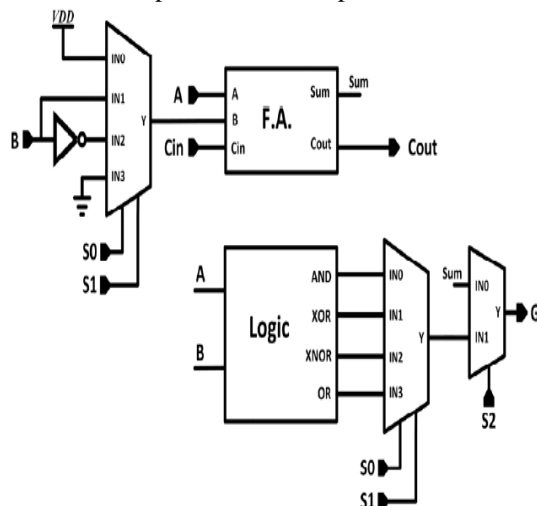 VDD
IN0
A
A
Sum
Sum
IN1
Y
B
F.A.
B
IN2
Cin
Cin
Cout
Cout
IN3
S0
S1
A
AND
IN0
Sum
IN0
XOR
IN1
Y
G
Logic
Y
IN1
B
XNOR
IN2
OR
IN3
S2
S0
S1